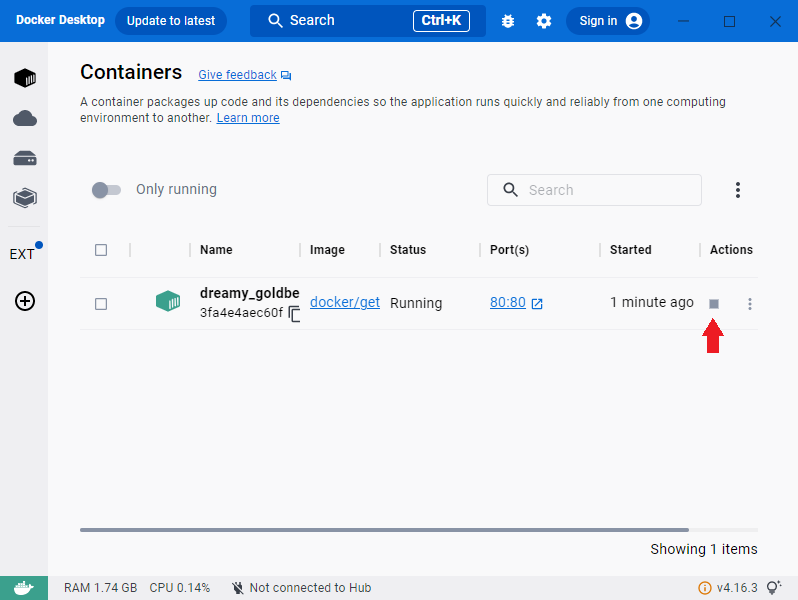 Docker Desktop Update to latest Search Ctrl+K Sign in
Containers Give feedback
A container packages up code and its dependencies so the application runs quickly and reliably from one computing
environment to another. Learn more
Only running Search
EXT
Name Image Status Port(s) Started Actions
dreamy_goldbe
3fa4e4aec60f docker/get Running 80:80 1 minute ago
Showing 1 items
RAM 1.74 GB CPU 0.14% Not connected to Hub v4.16.3